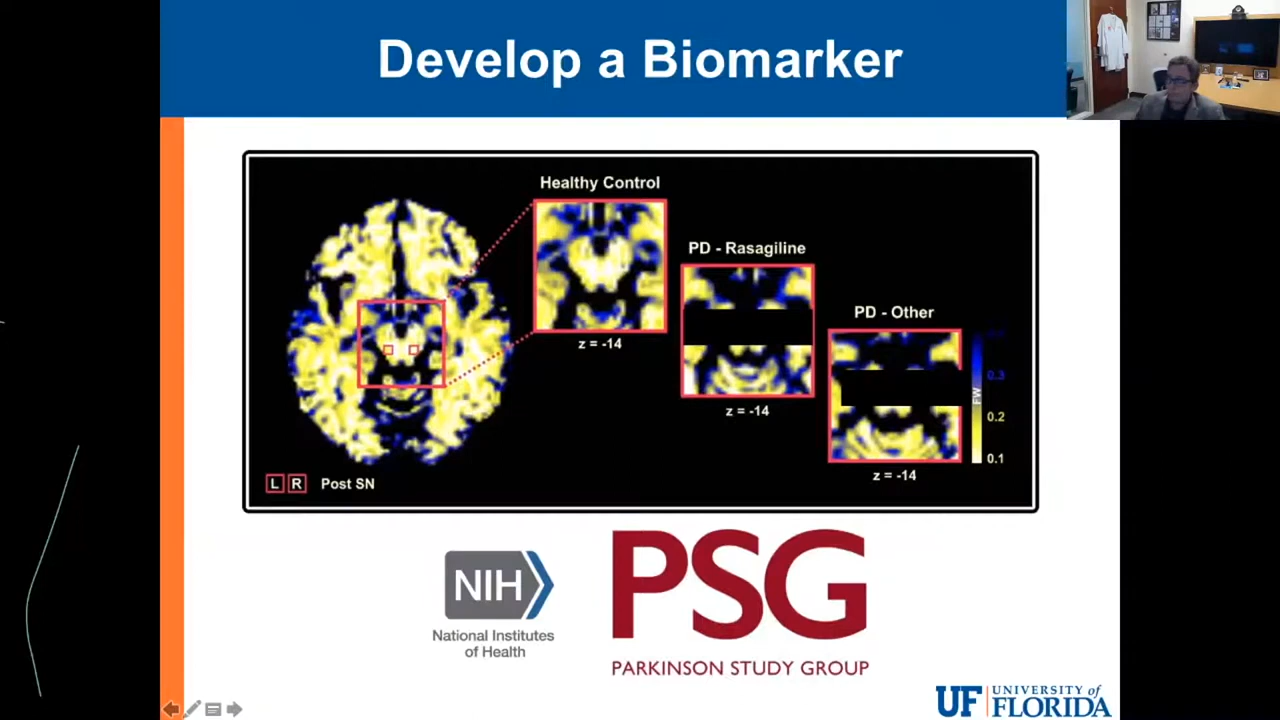 Develop a Biomarker
Healthy Control
z = -14
PD - Rasagiline
z = -14
PD - Other
z = -14
FW
0.3
0.2
0.1
L R Post SN
NIH
National Institutes
of Health
PSG
PARKINSON STUDY GROUP
UF UNIVERSITY of
FLORIDA